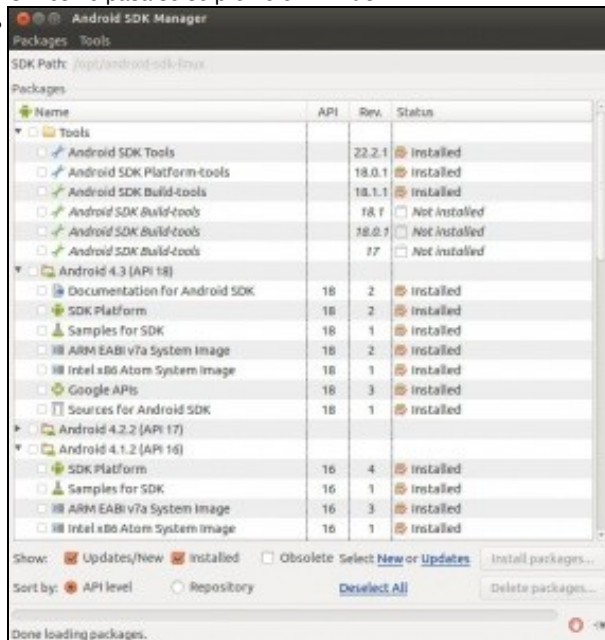 Android SDK Manager
Packages Tools
SDK Path: /opt/android-sdk-linux
Packages
Name API Rev. Status
Tools
Android SDK Tools 22.2.1 Installed
Android SDK Platform-tools 18.0.1 Installed
Android SDK Build-tools 18.1.1 Installed
Android SDK Build-tools 18.1 Not installed
Android SDK Build-tools 18.0.1 Not installed
Android SDK Build-tools 17 Not installed
Android 4.3 (API 18)
Documentation for Android SDK 18 2 Installed
SDK Platform 18 2 Installed
Samples for SDK 18 1 Installed
ARM EABI v7a System Image 18 2 Installed
Intel x86 Atom System Image 18 1 Installed
Google APIs 18 3 Installed
Sources for Android SDK 18 1 Installed
Android 4.2.2 (API 17)
Android 4.1.2 (API 16)
SDK Platform 16 4 Installed
Samples for SDK 16 1 Installed
ARM EABI v7a System Image 16 3 Installed
Intel x86 Atom System Image 16 1 Installed
Show: Updates/New Installed Obsolete Select New or Updates Install packages...
Sort by: API level Repository Deselect All Delete packages...
Done loading packages.